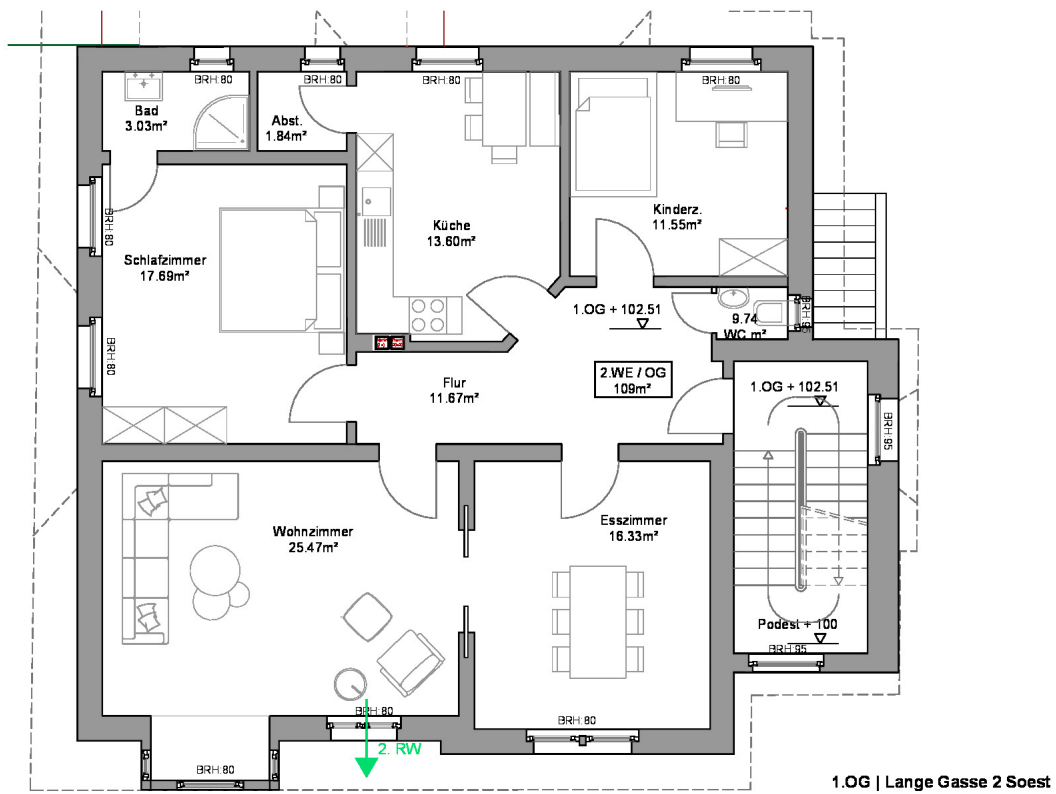 BRH:80
BRH:80
BRH:80
BRH:80
Bad
3.03m²
Abst.
1.84m²
Küche
13.60m²
Kinderz.
11.55m²
BRH:80
Schlafzimmer
17.69m²
BRH:80
1.OG + 102.51
9.74
WC m²
BRH:95
2.WE / OG
109m²
Flur
11.67m²
1.OG + 102.51
BRH:95
Wohnzimmer
25.47m²
Esszimmer
16.33m²
Podest + 100
BRH:95
BRH:80
BRH:80
2. RW
BRH:80
1.OG | Lange Gasse 2 Soest